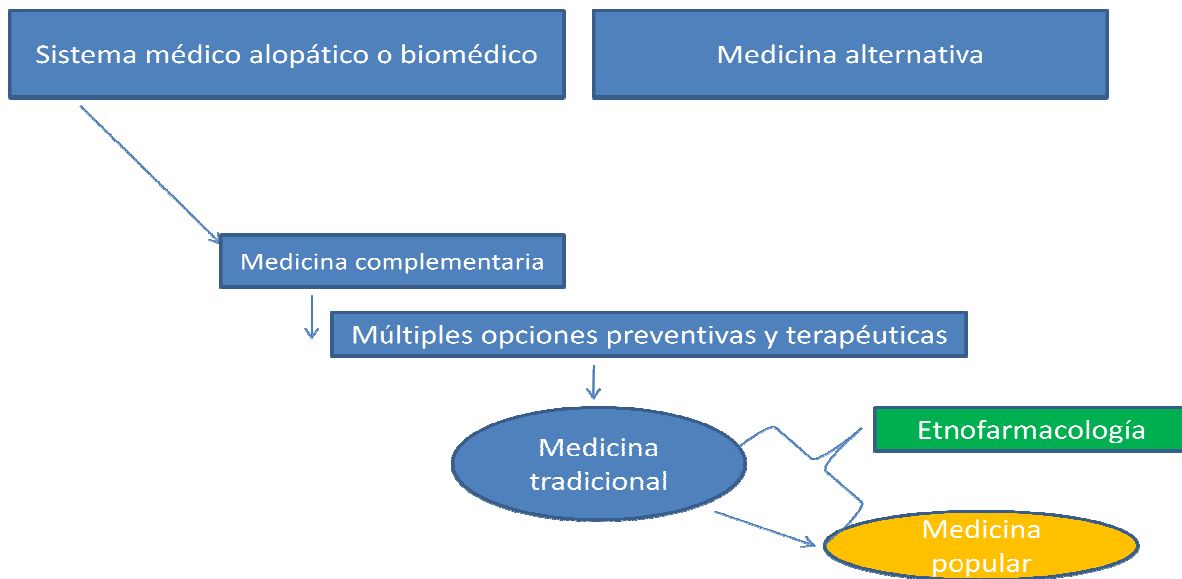 Sistema médico alopático o biomédico
Medicina alternativa
Medicina complementaria
Múltiples opciones preventivas y terapéuticas
Medicina
tradicional
Etnofarmacología
Medicina
popular